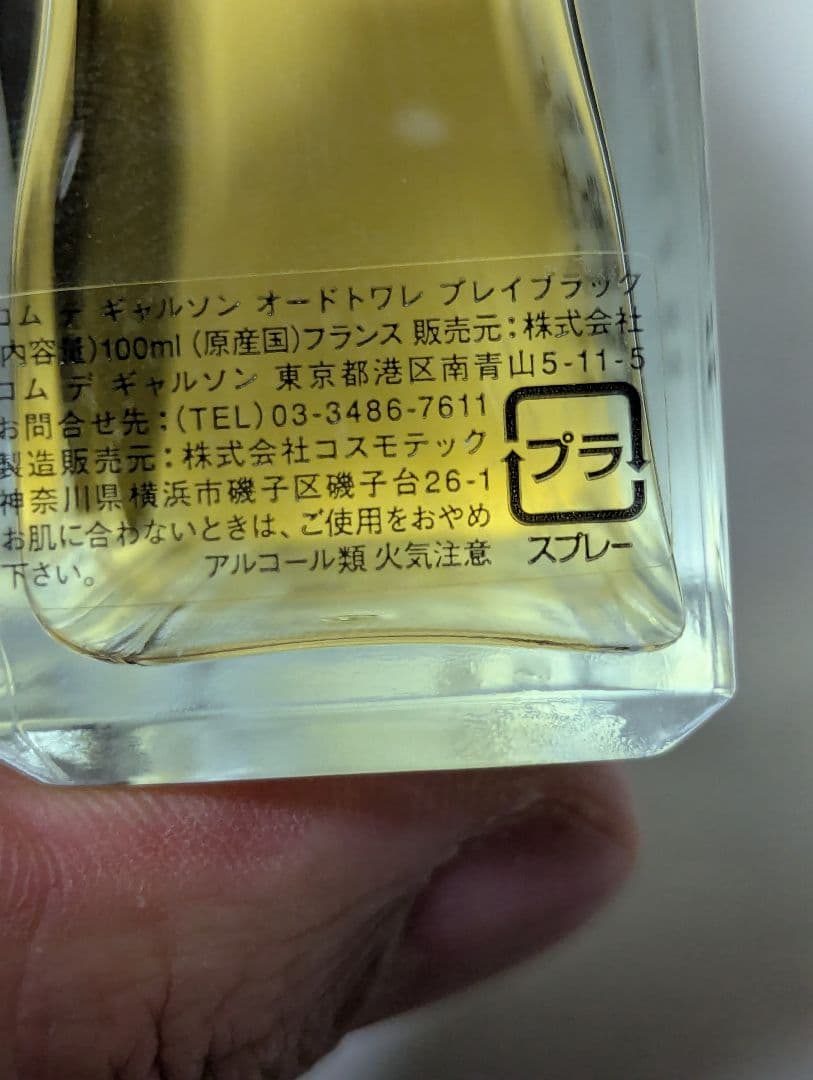 コム デ ギャルソン オードトワレ プレイブラック
内容量)100ml (原産国)フランス 販売元:株式会社
コム デ ギャルソン 東京都港区南青山5-11-5
お問合せ先:(TEL)03-3486-7611
製造販売元:株式会社コスモテック
神奈川県横浜市磯子区磯子台26-1
お肌に合わないときは、ご使用をおやめ
下さい。 アルコール類 火気注意
プラ
スプレー